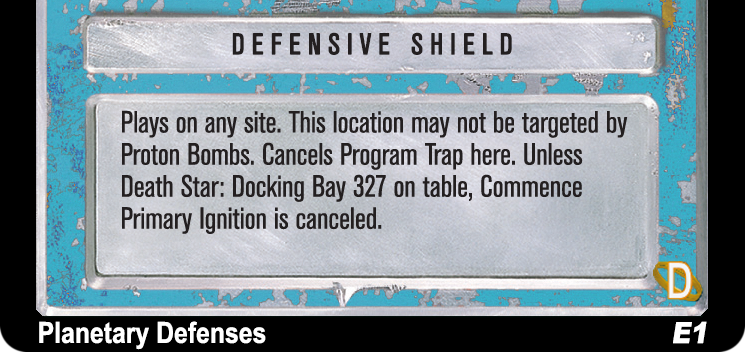 DEFENSIVE SHIELD
Plays on any site. This location may not be targeted by
Proton Bombs. Cancels Program Trap here. Unless
Death Star: Docking Bay 327 on table, Commence
Primary Ignition is canceled.
D
Planetary Defenses E1